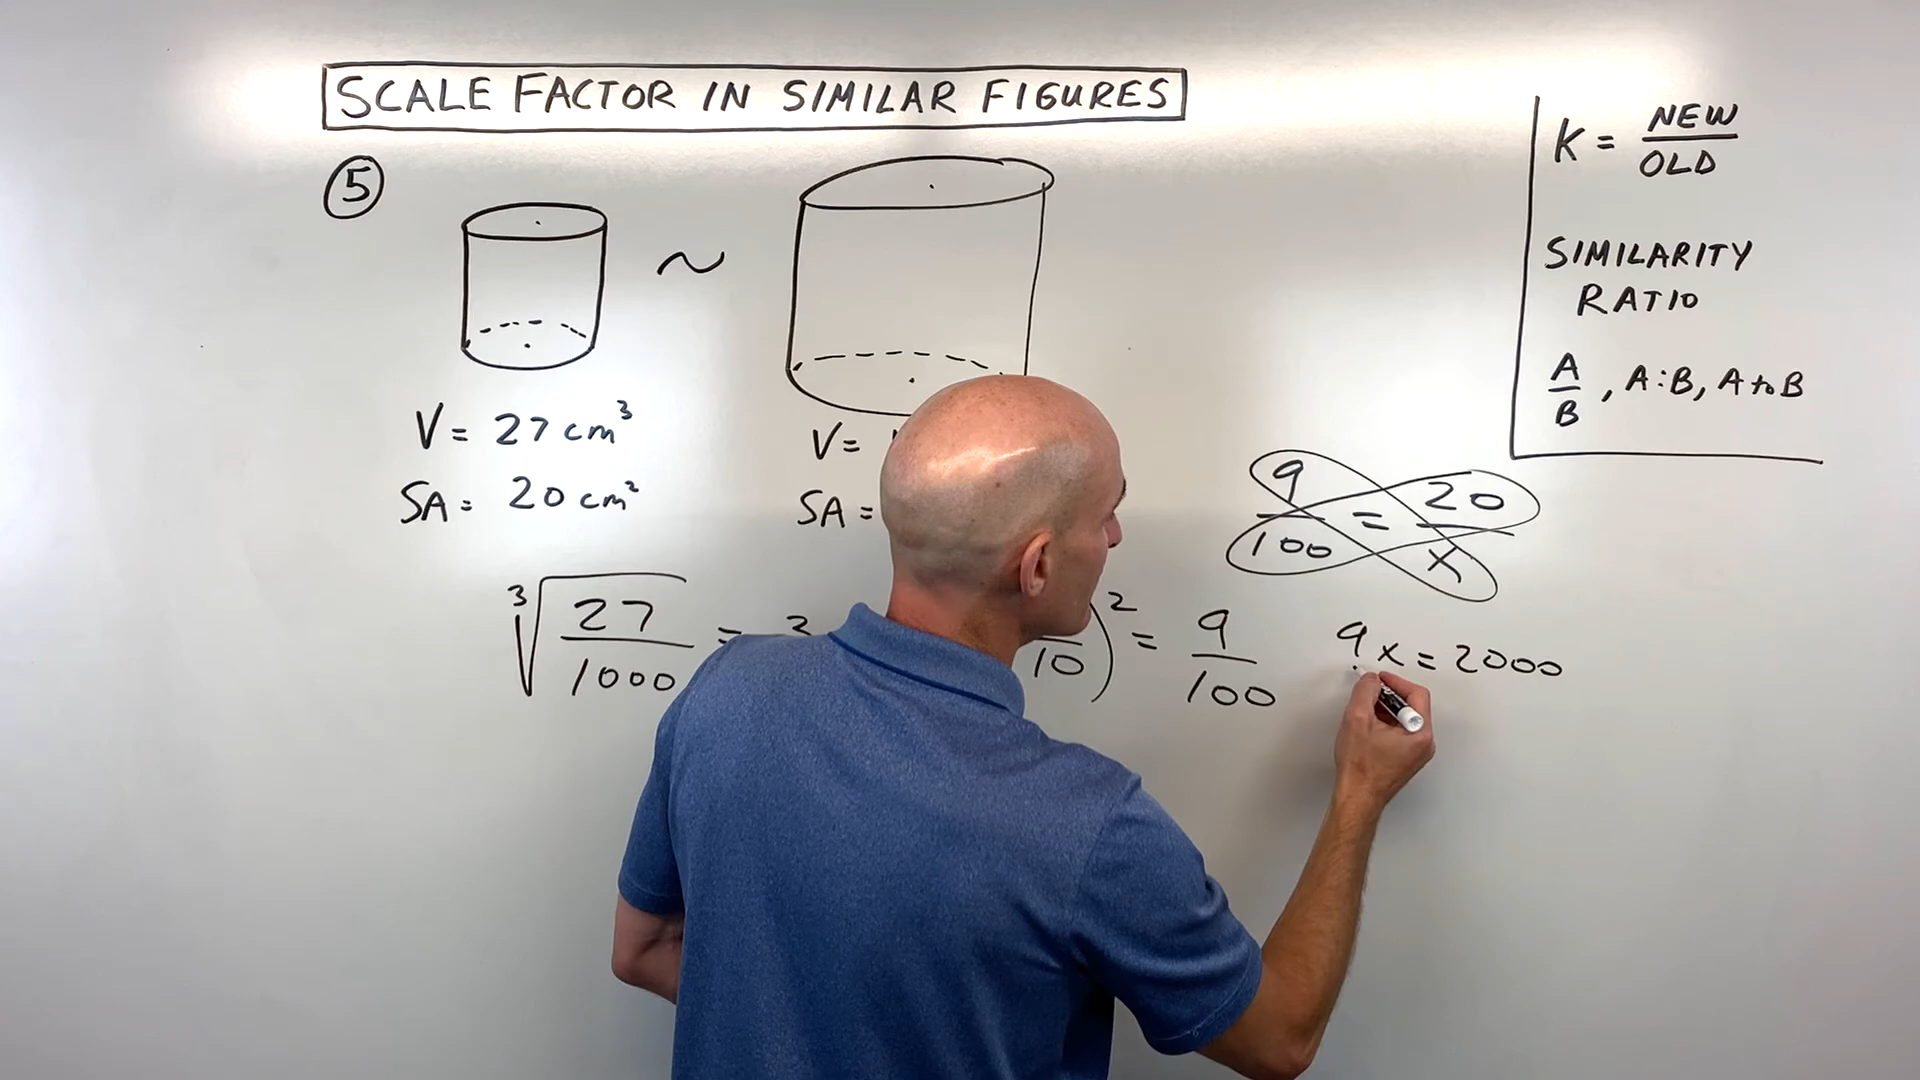 SCALE FACTOR IN SIMILAR FIGURES
K = NEW
OLD
5
~
SIMILARITY
RATIO
A
B , A:B, A to B
V = 27 cm³
V =
SA = 20 cm²
SA =
9/100 = 20/x
³√27/1000 =
10 )² = 9/100
9x = 2000